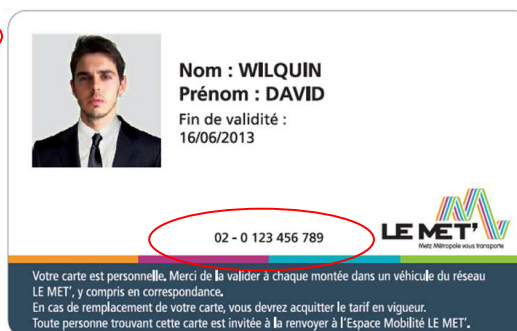 Nom : WILQUIN
Prénom : DAVID
Fin de validité :
16/06/2013
02 - 0 123 456 789
LE MET'
Metz Métropole vous transporte
Votre carte est personnelle. Merci de la valider à chaque montée dans un véhicule du réseau
LE MET', y compris en correspondance.
En cas de remplacement de votre carte, vous devrez acquitter le tarif en vigueur.
Toute personne trouvant cette carte est invitée à la renvoyer à l'Espace Mobilité LE MET'.